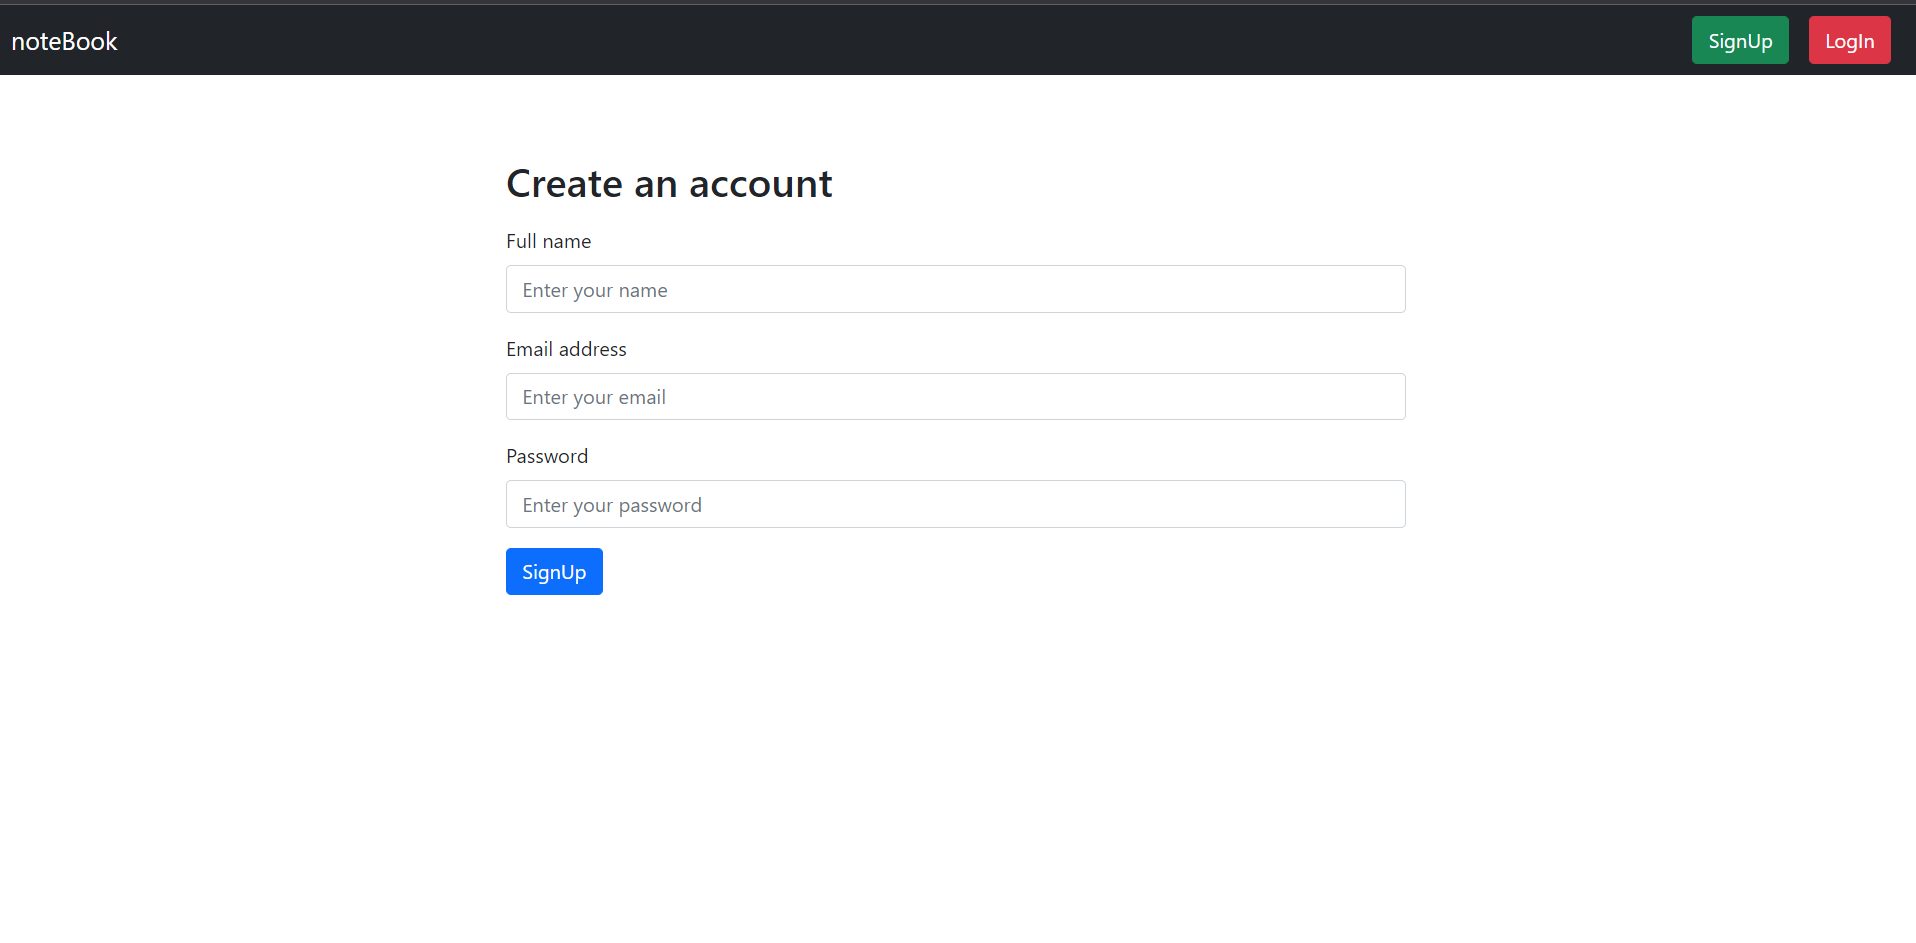 noteBook
SignUp
LogIn
Create an account
Full name
Enter your name
Email address
Enter your email
Password
Enter your password
SignUp